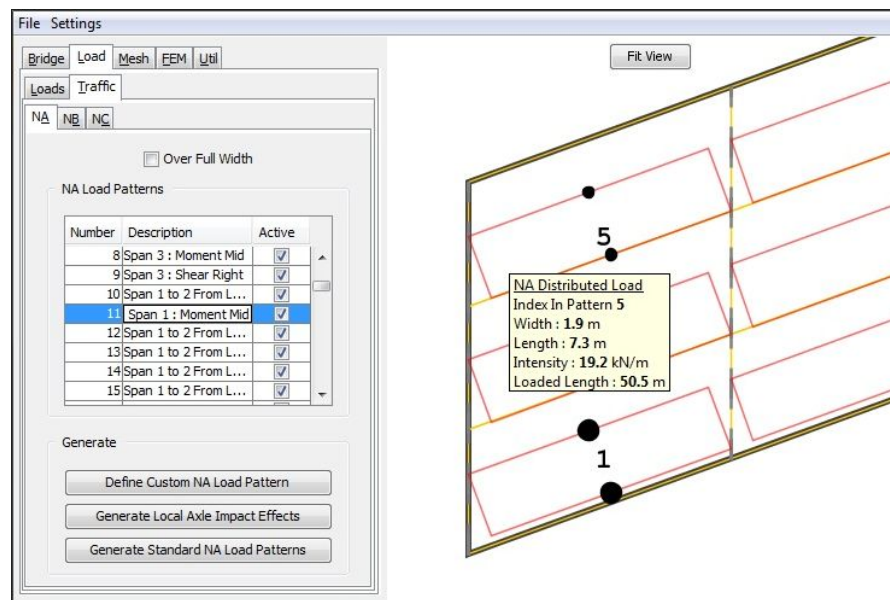 File Settings
Bridge Load Mesh FEM Util
Loads Traffic
NA NB NC
Over Full Width
NA Load Patterns
Number Description Active
8 Span 3 : Moment Mid
9 Span 3 : Shear Right
10 Span 1 to 2 From L...
11 Span 1 : Moment Mid
12 Span 1 to 2 From L...
13 Span 1 to 2 From L...
14 Span 1 to 2 From L...
15 Span 1 to 2 From L...
Generate
Define Custom NA Load Pattern
Generate Local Axle Impact Effects
Generate Standard NA Load Patterns
Fit View
5
NA Distributed Load
Index In Pattern 5
Width : 1.9 m
Length : 7.3 m
Intensity : 19.2 kN/m
Loaded Length : 50.5 m
1